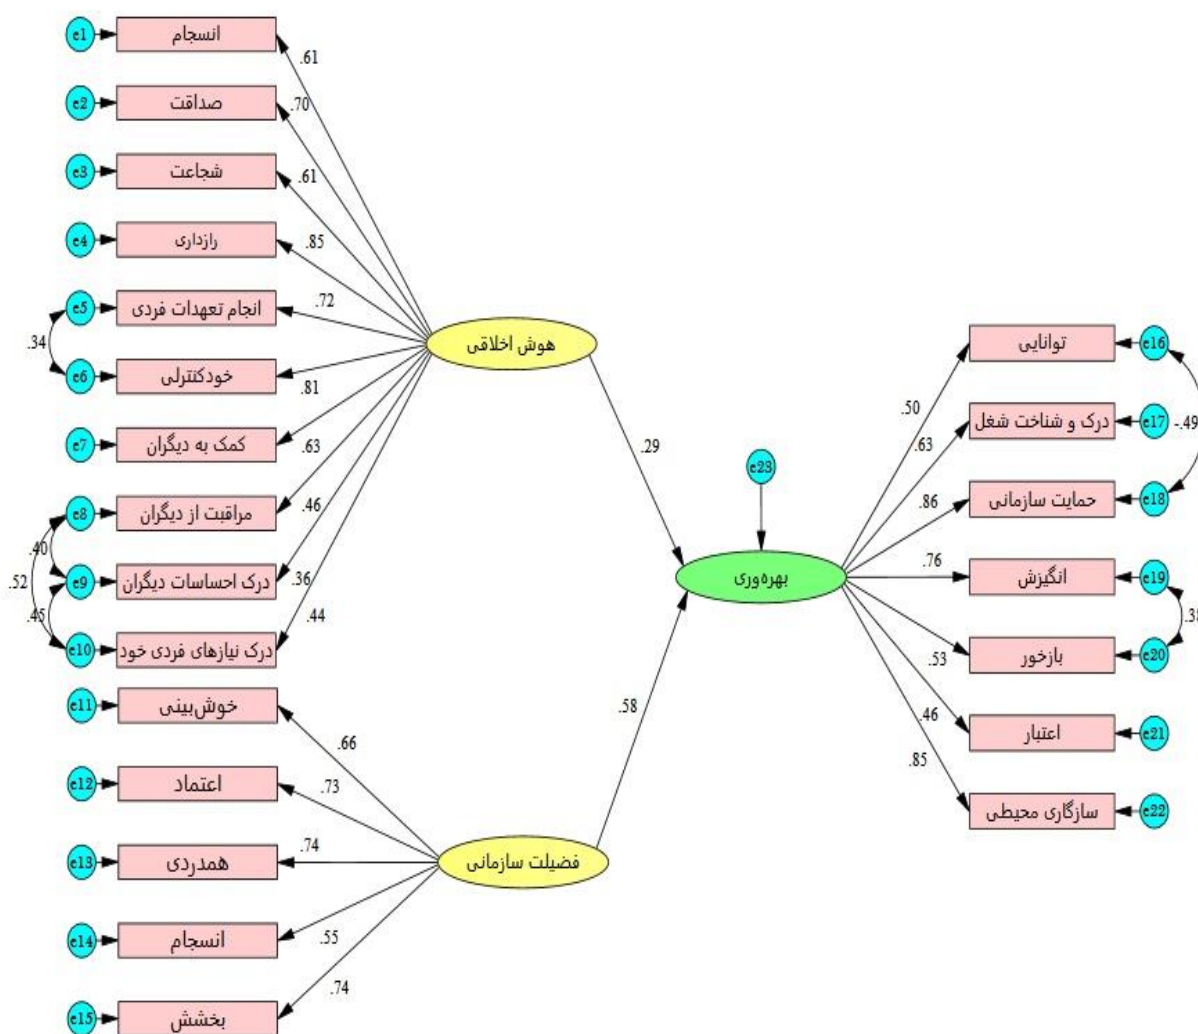 e1
انسجام
.61
e2
صداقت
.70
e3
شجاعت
.61
e4
رازداری
.85
e5
انجام تعهدات فردی
.72
.34
e6
خودکنترلی
.81
e7
کمک به دیگران
.63
e8
مراقبت از دیگران
.46
.40
.52
e9
درک احساسات دیگران
.36
.45
e10
درک نیازهای فردی خود
.44
هوش اخلاقی
.29
e11
خوش‌بینی
.66
e12
اعتماد
.73
e13
همدردی
.74
e14
انسجام
.55
e15
بخشش
.74
فضیلت سازمانی
.58
e23
بهره‌وری
توانایی
e16
.50
درک و شناخت شغل
e17
.63
-.49
حمایت سازمانی
e18
.86
انگیزش
e19
.76
.38
بازخور
e20
.53
اعتبار
e21
.46
سازگاری محیطی
e22
.85